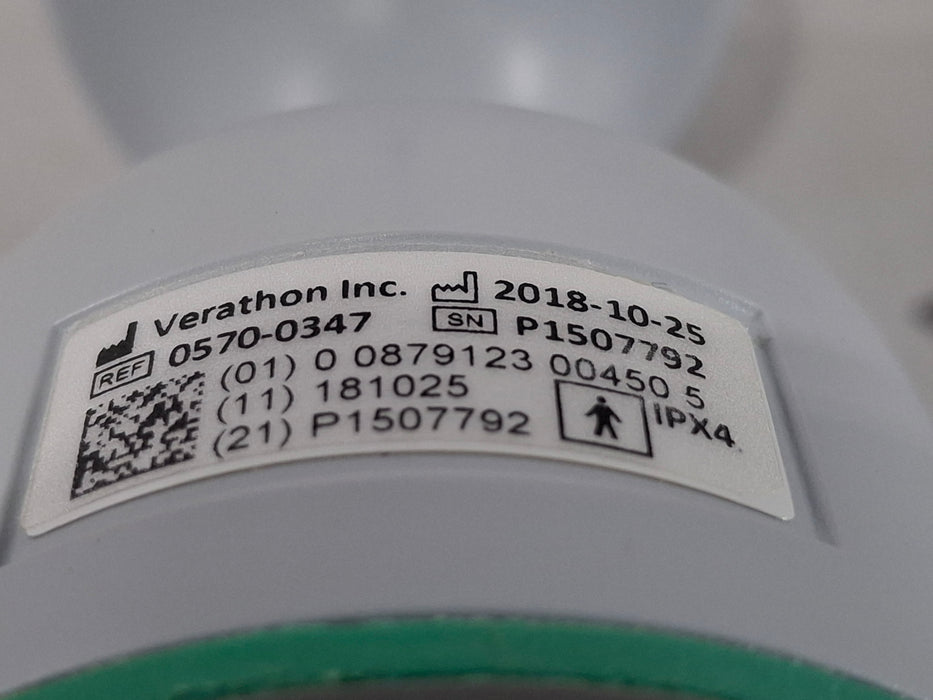 Verathon Inc. 2018-10-25
REF 0570-0347 SN P1507792
(01) 0 0879123 00450 5
(11) 181025
(21) P1507792 IPX4